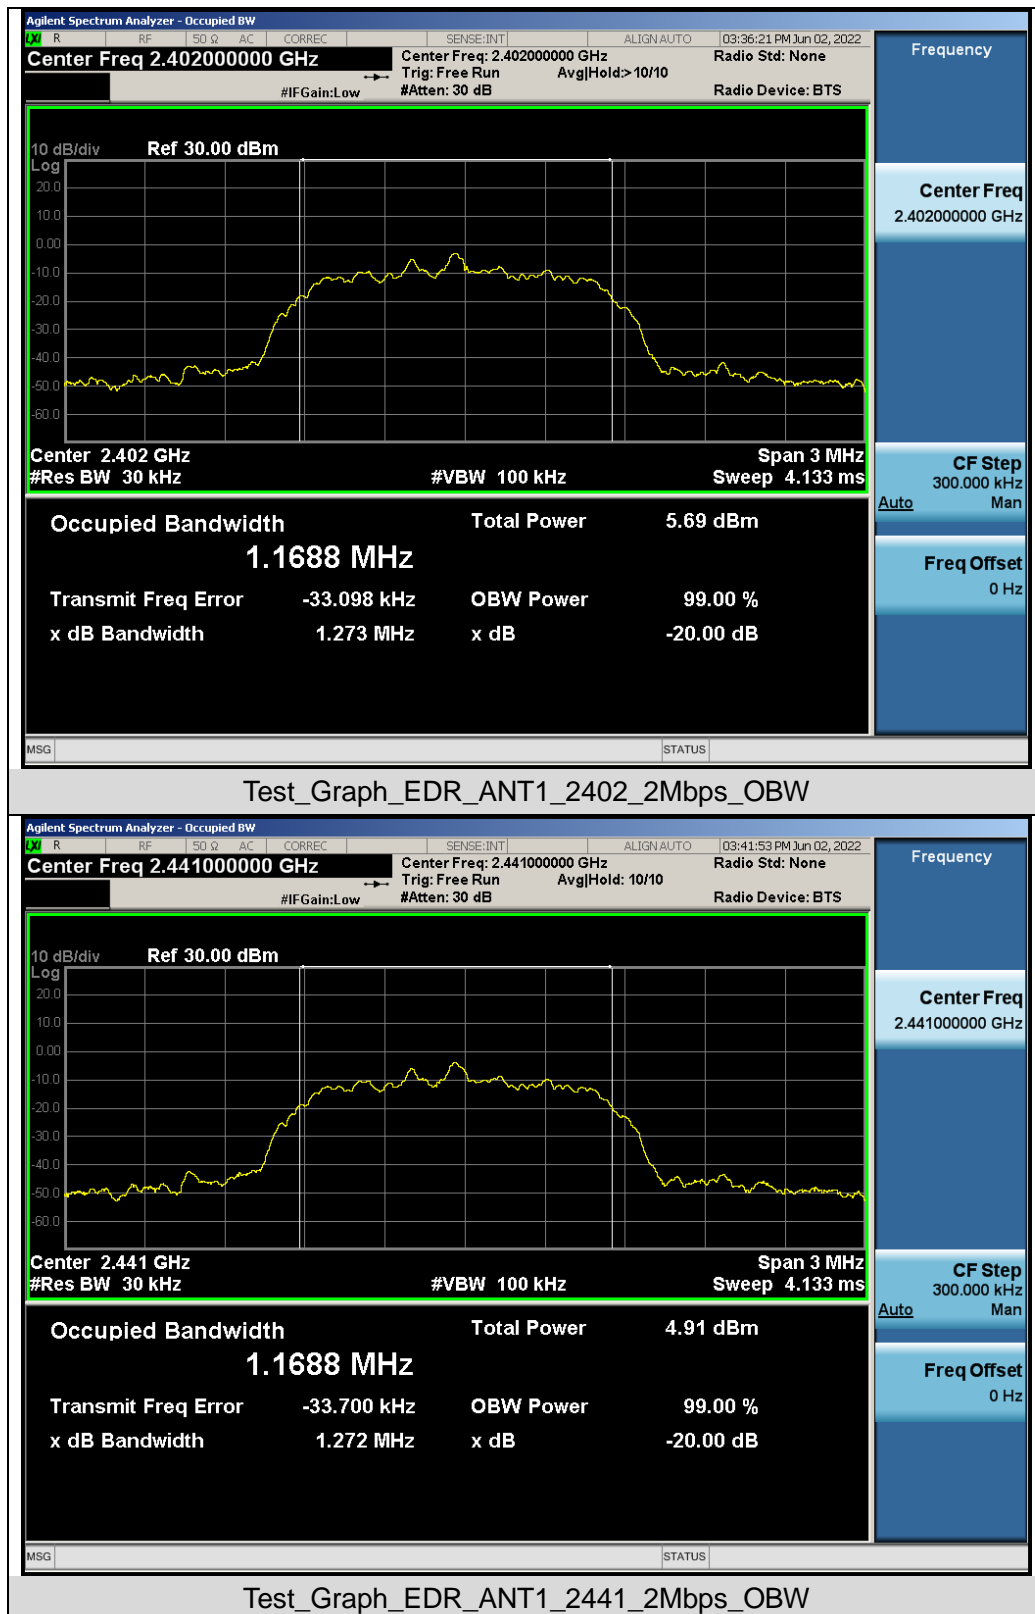 Agilent Spectrum Analyzer - Occupied BW
LXI R RF 50 Ω AC CORREC SENSE:INT ALIGN AUTO 03:36:21 PM Jun 02, 2022
Center Freq 2.402000000 GHz Center Freq: 2.402000000 GHz Radio Std: None
Trig: Free Run Avg|Hold:> 10/10
#IFGain:Low #Atten: 30 dB Radio Device: BTS
Frequency
10 dB/div Ref 30.00 dBm
Log
20.0
10.0
0.00
-10.0
-20.0
-30.0
-40.0
-50.0
-60.0
Center 2.402 GHz Span 3 MHz
#Res BW 30 kHz #VBW 100 kHz Sweep 4.133 ms
Center Freq
2.402000000 GHz
CF Step
300.000 kHz
Auto Man
Freq Offset
0 Hz
Occupied Bandwidth Total Power 5.69 dBm
1.1688 MHz
Transmit Freq Error -33.098 kHz OBW Power 99.00 %
x dB Bandwidth 1.273 MHz x dB -20.00 dB
MSG STATUS
Test_Graph_EDR_ANT1_2402_2Mbps_OBW
Agilent Spectrum Analyzer - Occupied BW
LXI R RF 50 Ω AC CORREC SENSE:INT ALIGN AUTO 03:41:53 PM Jun 02, 2022
Center Freq 2.441000000 GHz Center Freq: 2.441000000 GHz Radio Std: None
Trig: Free Run Avg|Hold: 10/10
#IFGain:Low #Atten: 30 dB Radio Device: BTS
Frequency
10 dB/div Ref 30.00 dBm
Log
20.0
10.0
0.00
-10.0
-20.0
-30.0
-40.0
-50.0
-60.0
Center 2.441 GHz Span 3 MHz
#Res BW 30 kHz #VBW 100 kHz Sweep 4.133 ms
Center Freq
2.441000000 GHz
CF Step
300.000 kHz
Auto Man
Freq Offset
0 Hz
Occupied Bandwidth Total Power 4.91 dBm
1.1688 MHz
Transmit Freq Error -33.700 kHz OBW Power 99.00 %
x dB Bandwidth 1.272 MHz x dB -20.00 dB
MSG STATUS
Test_Graph_EDR_ANT1_2441_2Mbps_OBW